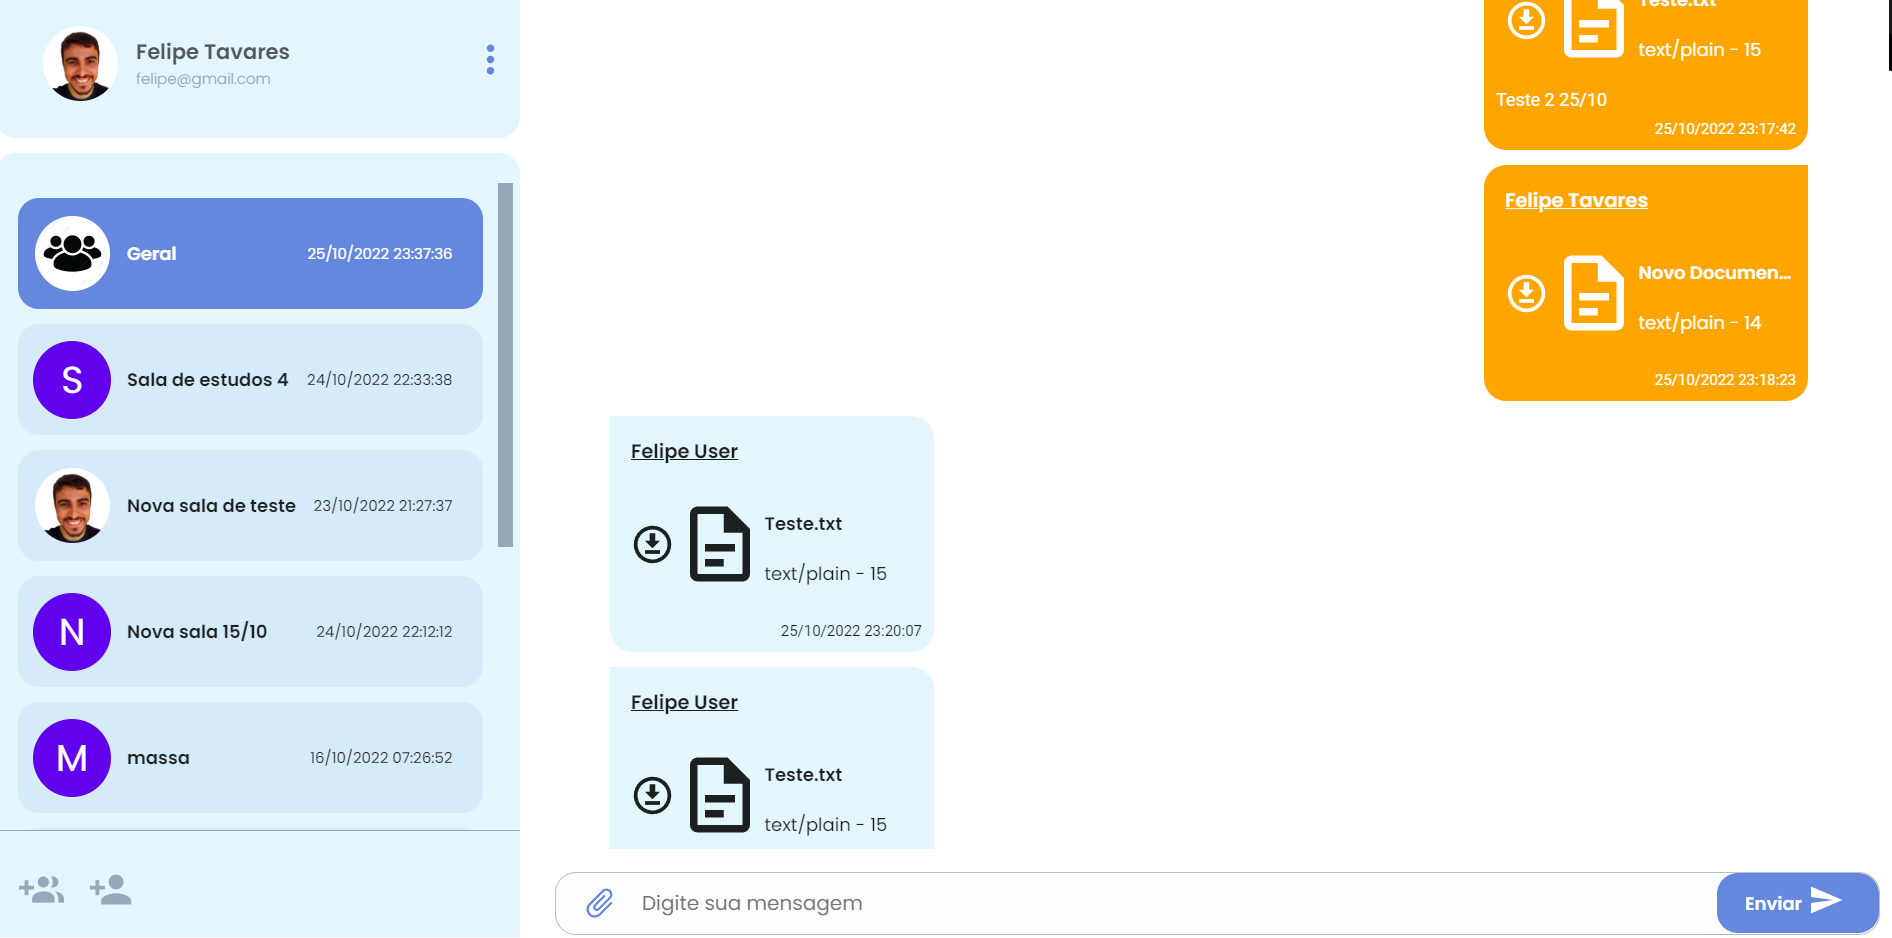 Felipe Tavares
felipe@gmail.com
Geral 25/10/2022 23:37:36
S Sala de estudos 4 24/10/2022 22:33:38
Nova sala de teste 23/10/2022 21:27:37
N Nova sala 15/10 24/10/2022 22:12:12
M massa 16/10/2022 07:26:52
Teste.txt
text/plain - 15
Teste 2 25/10
25/10/2022 23:17:42
Felipe Tavares
Novo Documen...
text/plain - 14
25/10/2022 23:18:23
Felipe User
Teste.txt
text/plain - 15
25/10/2022 23:20:07
Felipe User
Teste.txt
text/plain - 15
Digite sua mensagem
Enviar